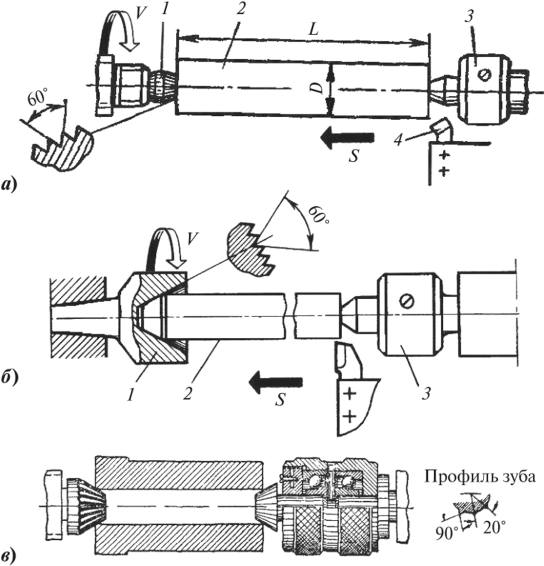 V 1 2 L 3
60°
D
4
S
а)
V
60°
1 2 3
S
б)
Профиль зуба
90° 20°
в)